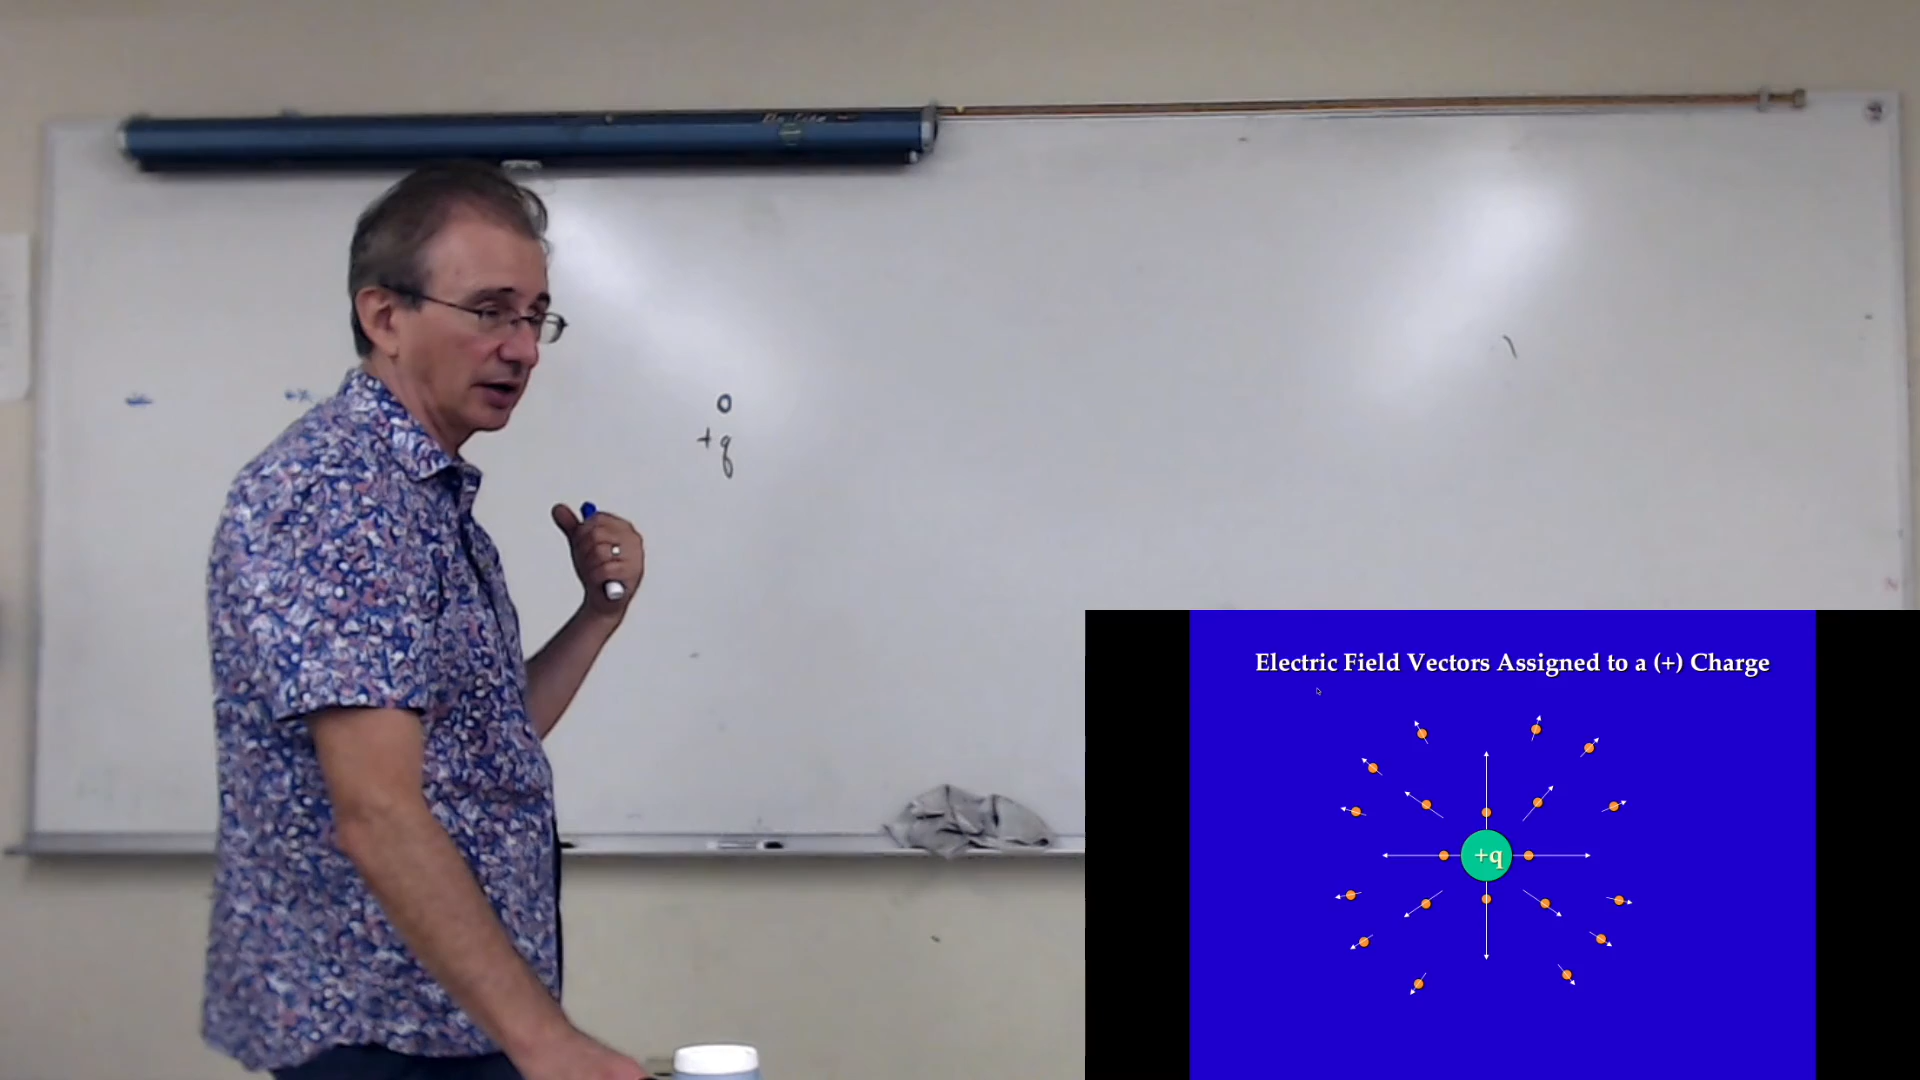 o
+q
Electric Field Vectors Assigned to a (+) Charge
+q